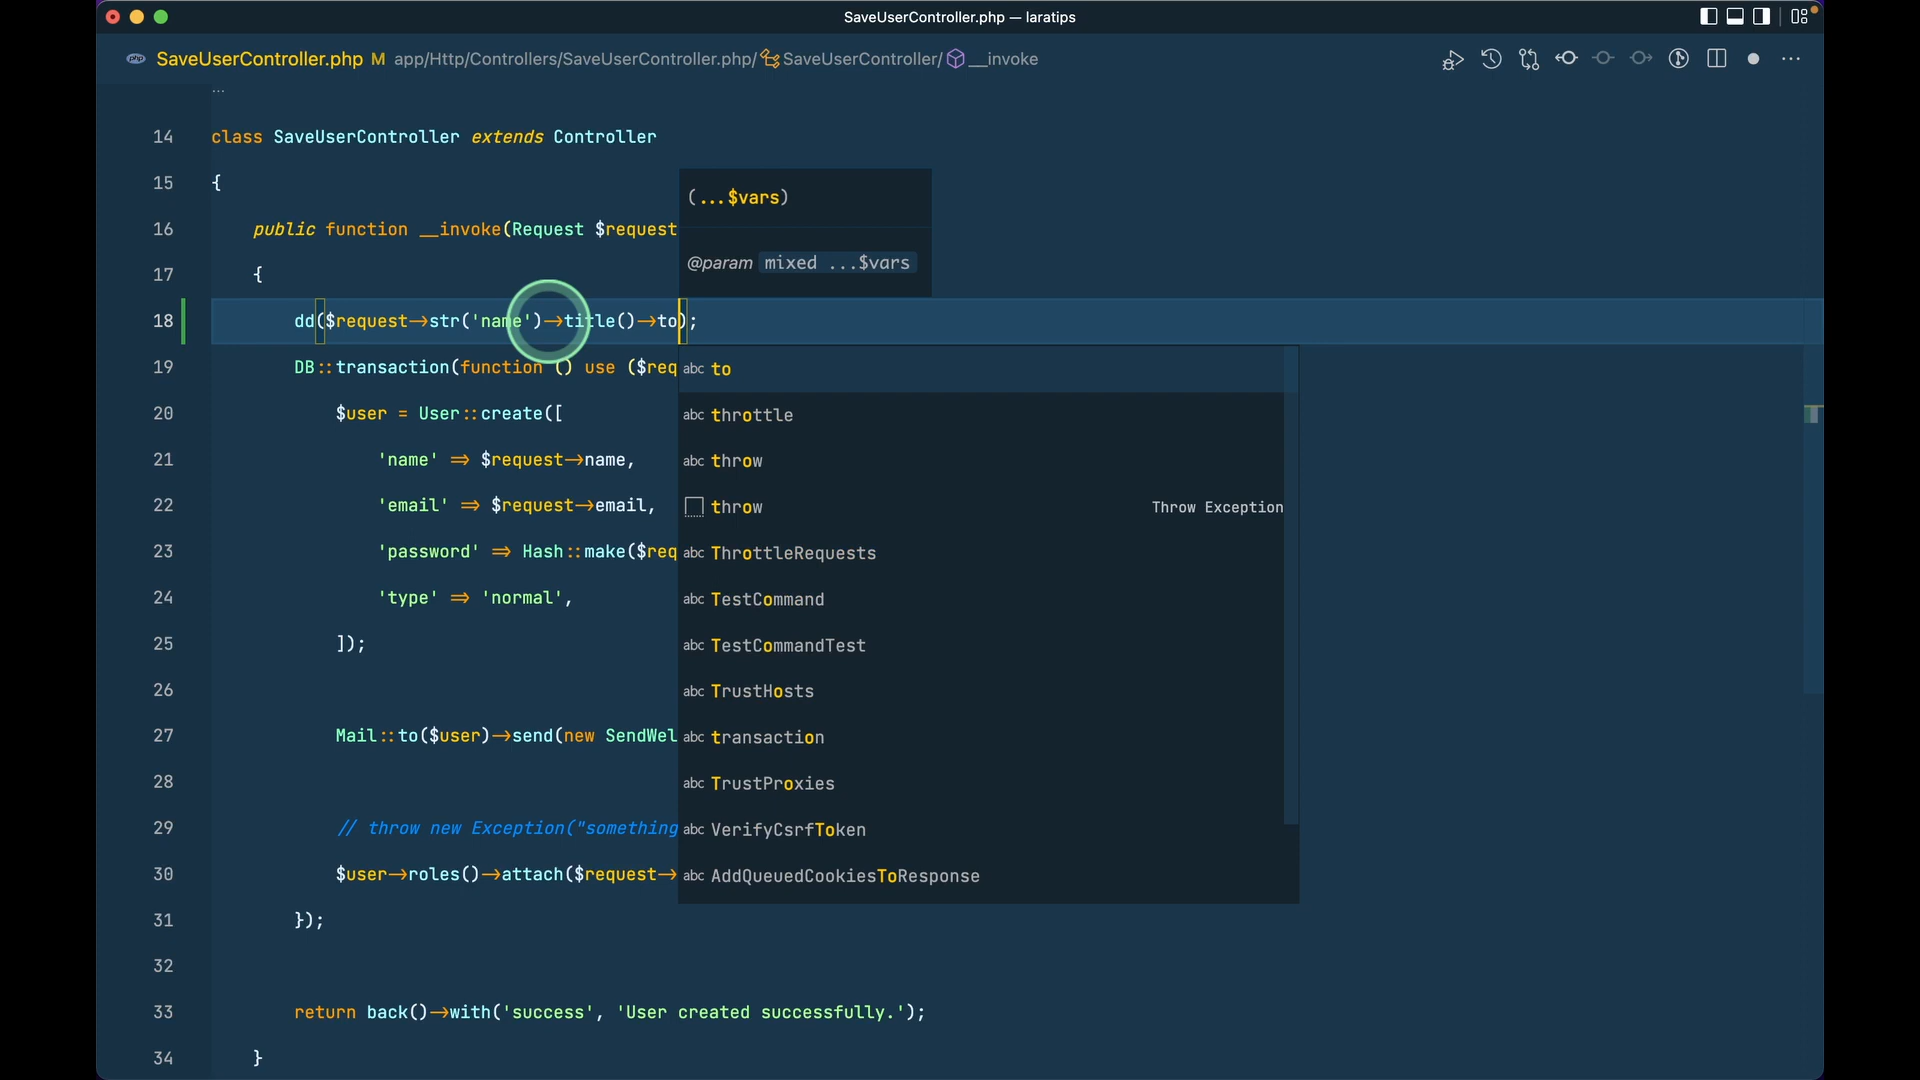 SaveUserController.php — laratips
php SaveUserController.php M app/Http/Controllers/SaveUserController.php/ SaveUserController/ __invoke
...
14 class SaveUserController extends Controller
15 {
(...$vars)
16 public function __invoke(Request $request
@param mixed ...$vars
17 {
18 dd($request->str('name')->title()->to);
19 DB::transaction(function () use ($req
abc to
20 $user = User::create([
abc throttle
21 'name' => $request->name,
abc throw
22 'email' => $request->email,
throw Throw Exception
23 'password' => Hash::make($req
abc ThrottleRequests
24 'type' => 'normal',
abc TestCommand
25 ]);
abc TestCommandTest
26
abc TrustHosts
27 Mail::to($user)->send(new SendWel
abc transaction
28
abc TrustProxies
29 // throw new Exception("something
abc VerifyCsrfToken
30 $user->roles()->attach($request->
abc AddQueuedCookiesToResponse
31 });
32
33 return back()->with('success', 'User created successfully.');
34 }